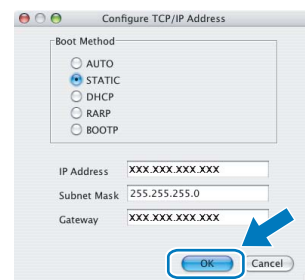 Configure TCP/IP Address
Boot Method
AUTO
STATIC
DHCP
RARP
BOOTP
IP Address XXX.XXX.XXX.XXX
Subnet Mask 255.255.255.0
Gateway XXX.XXX.XXX.XXX
OK Cancel